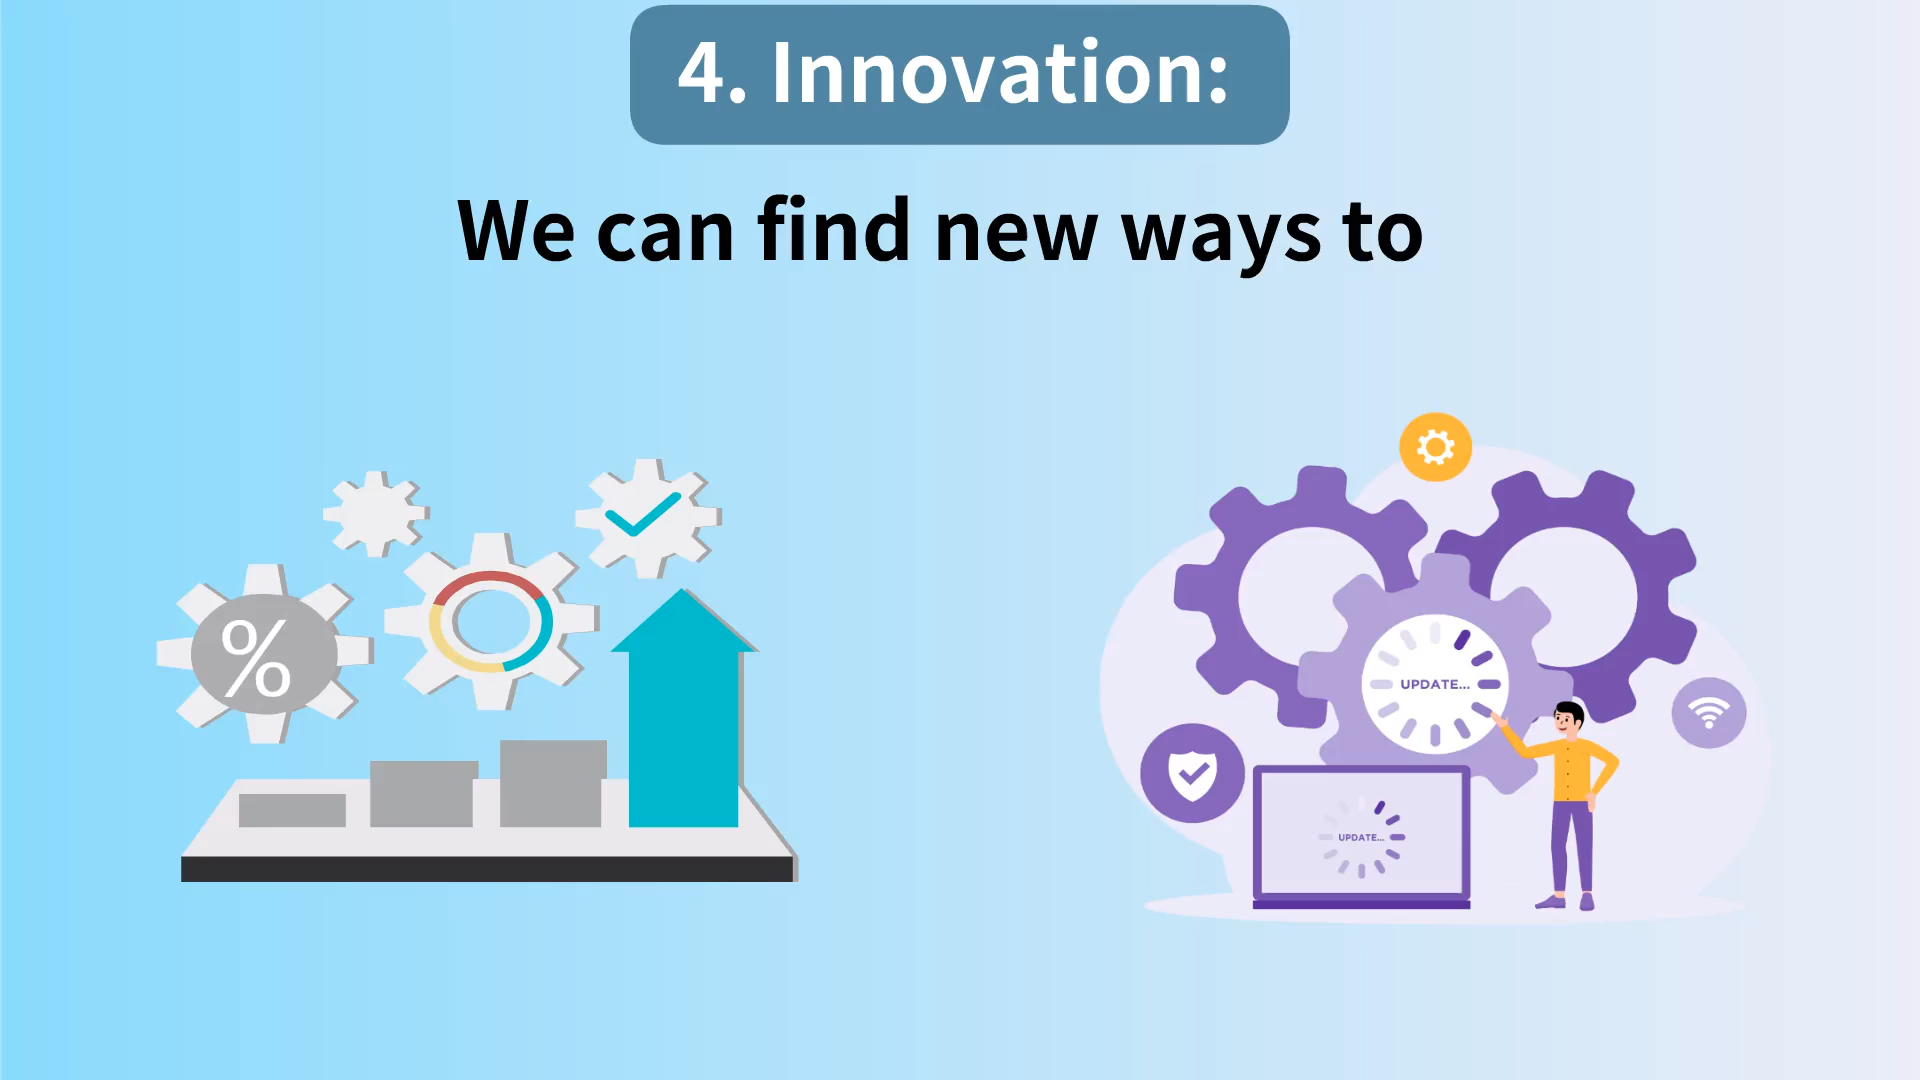 4. Innovation:
We can find new ways to
%
UPDATE...
UPDATE...